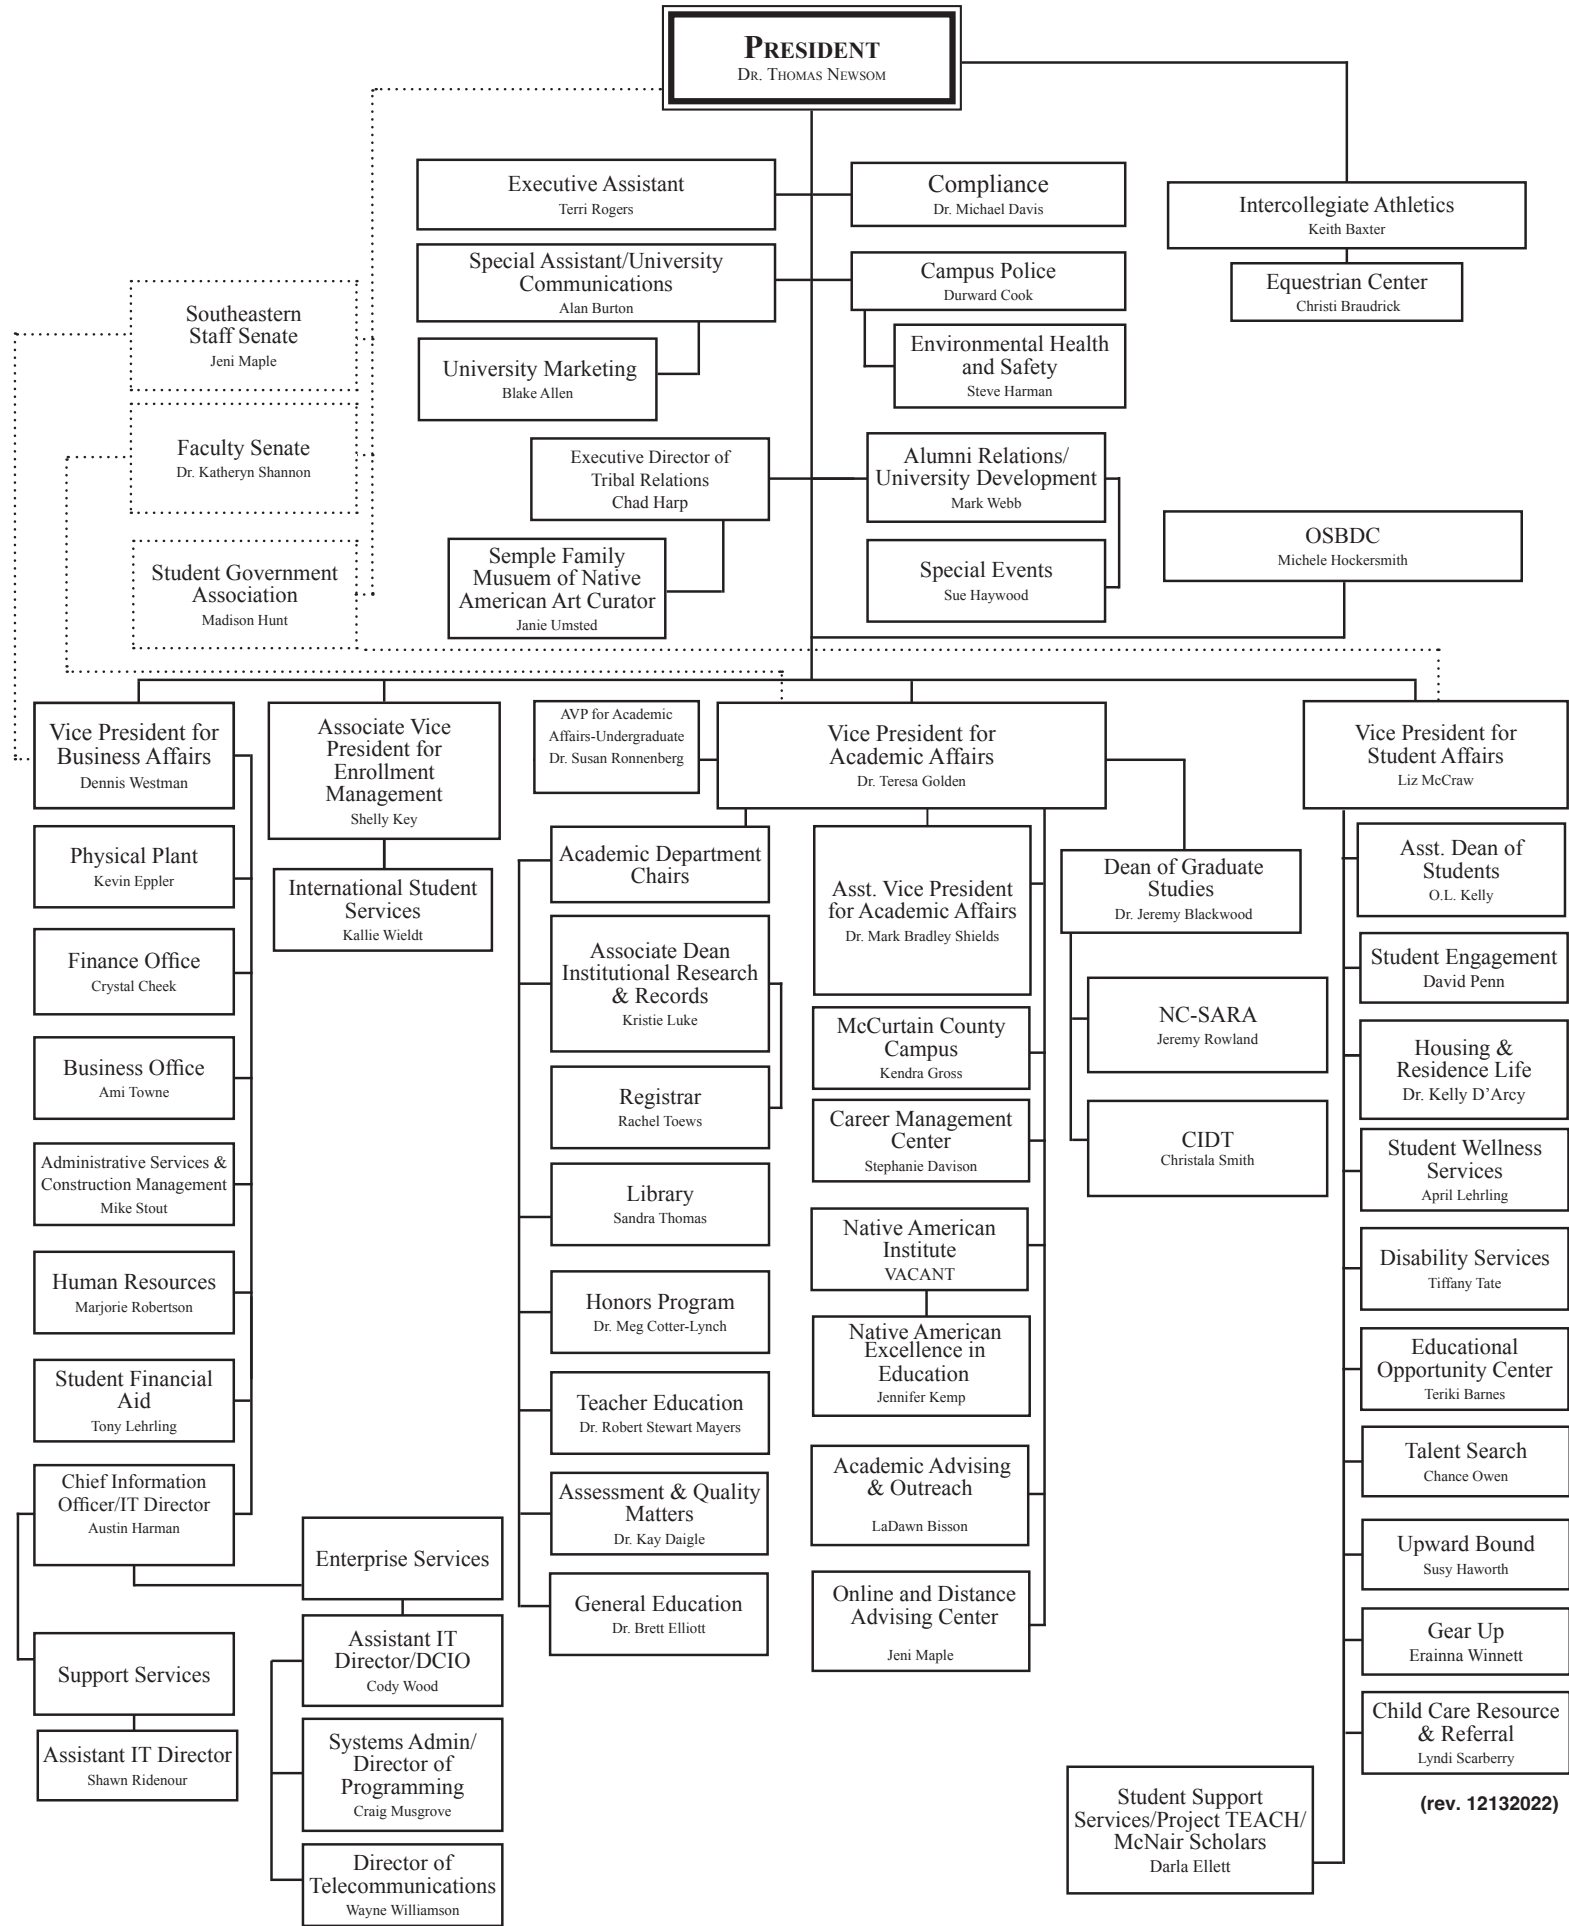 PRESIDENT
DR. THOMAS NEWSOM
Executive Assistant
Terri Rogers
Compliance
Dr. Michael Davis
Intercollegiate Athletics
Keith Baxter
Special Assistant/University
Communications
Alan Burton
Campus Police
Durward Cook
Equestrian Center
Christi Braudrick
Southeastern
Staff Senate
Jeni Maple
University Marketing
Blake Allen
Environmental Health
and Safety
Steve Harman
Faculty Senate
Dr. Katheryn Shannon
Executive Director of
Tribal Relations
Chad Harp
Alumni Relations/
University Development
Mark Webb
OSBDC
Michele Hockersmith
Student Government
Association
Madison Hunt
Semple Family
Musuem of Native
American Art Curator
Janie Umsted
Special Events
Sue Haywood
Vice President for
Business Affairs
Dennis Westman
Physical Plant
Kevin Eppler
Finance Office
Crystal Cheek
Business Office
Ami Towne
Administrative Services &
Construction Management
Mike Stout
Human Resources
Marjorie Robertson
Student Financial
Aid
Tony Lehrling
Chief Information
Officer/IT Director
Austin Harman
Support Services
Assistant IT Director
Shawn Ridenour
Associate Vice
President for
Enrollment
Management
Shelly Key
International Student
Services
Kallie Wieldt
Enterprise Services
Assistant IT
Director/DCIO
Cody Wood
Systems Admin/
Director of
Programming
Craig Musgrove
Director of
Telecommunications
Wayne Williamson
AVP for Academic
Affairs-Undergraduate
Dr. Susan Ronnenberg
Vice President for
Academic Affairs
Dr. Teresa Golden
Academic Department
Chairs
Associate Dean
Institutional Research
& Records
Kristie Luke
Registrar
Rachel Toews
Library
Sandra Thomas
Honors Program
Dr. Meg Cotter-Lynch
Teacher Education
Dr. Robert Stewart Mayers
Assessment & Quality
Matters
Dr. Kay Daigle
General Education
Dr. Brett Elliott
Asst. Vice President
for Academic Affairs
Dr. Mark Bradley Shields
McCurtain County
Campus
Kendra Gross
Career Management
Center
Stephanie Davison
Native American
Institute
VACANT
Native American
Excellence in
Education
Jennifer Kemp
Academic Advising
& Outreach
LaDawn Bisson
Online and Distance
Advising Center
Jeni Maple
Dean of Graduate
Studies
Dr. Jeremy Blackwood
NC-SARA
Jeremy Rowland
CIDT
Christala Smith
Vice President for
Student Affairs
Liz McCraw
Asst. Dean of
Students
O.L. Kelly
Student Engagement
David Penn
Housing &
Residence Life
Dr. Kelly D’Arcy
Student Wellness
Services
April Lehrling
Disability Services
Tiffany Tate
Educational
Opportunity Center
Teriki Barnes
Talent Search
Chance Owen
Upward Bound
Susy Haworth
Gear Up
Erainna Winnett
Child Care Resource
& Referral
Lyndi Scarberry
Student Support
Services/Project TEACH/
McNair Scholars
Darla Ellett
(rev. 12132022)